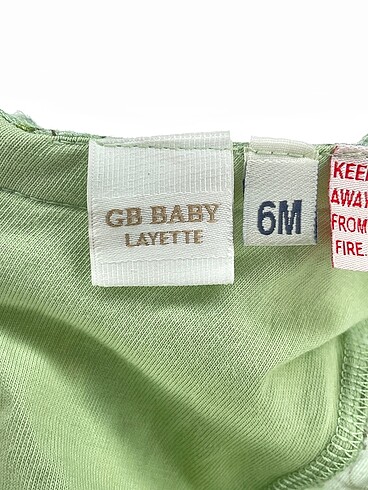 GB BABY
LAYETTE
6M
KEEP
AWAY
FROM
FIRE.